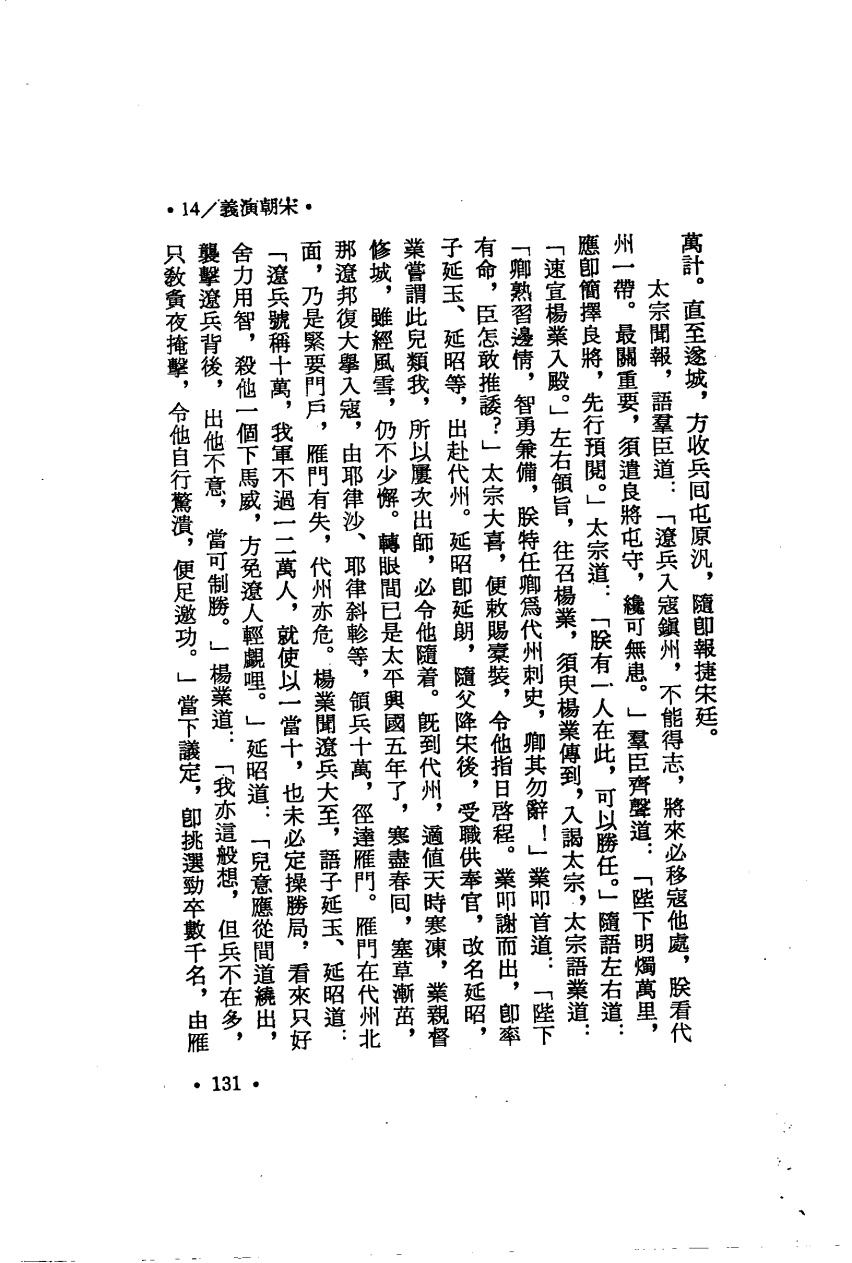 •14/義演朝宋•
萬計。直至遂城，方收兵回屯原汛，隨卽報捷宋廷。
太宗聞報，語羣臣道：「遼兵入寇鎭州，不能得志，將來必移寇他處，朕看代
州一帶。最關重要，須遣良將屯守，纔可無患。」羣臣齊聲道：「陛下明燭萬里，
應卽簡擇良將，先行預閱。」太宗道：「朕有一人在此，可以勝任。」隨語左右道：
「速宣楊業入殿。」左右領旨，往召楊業，須臾楊業傳到，入謁太宗，太宗語業道：
「卿熟習邊情，智勇兼備，朕特任卿爲代州刺史，卿其勿辭！」業叩首道：「陛下
有命，臣怎敢推諉？」太宗大喜，便敕賜橐裝，令他指日啓程。業叩謝而出，卽率
子延玉、延昭等，出赴代州。延昭卽延朗，隨父降宋後，受職供奉官，改名延昭，
業嘗謂此兒類我，所以屢次出師，必令他隨着。旣到代州，適値天時寒凍，業親督
修城，雖經風雪，仍不少懈。轉眼間已是太平興國五年了，寒盡春回，塞草漸茁，
那遼邦復大擧入寇，由耶律沙、耶律斜軫等，領兵十萬，徑達雁門。雁門在代州北
面，乃是緊要門戶，雁門有失，代州亦危。楊業聞遼兵大至，語子延玉、延昭道：
「遼兵號稱十萬，我軍不過一二萬人，就使以一當十，也未必定操勝局，看來只好
舍力用智，殺他一個下馬威，方免遼人輕覷哩。」延昭道：「兒意應從間道繞出，
襲擊遼兵背後，出他不意，當可制勝。」楊業道：「我亦這般想，但兵不在多，
只敎夤夜掩擊，令他自行驚潰，便足邀功。」當下議定，卽挑選勁卒數千名，由雁
•131•